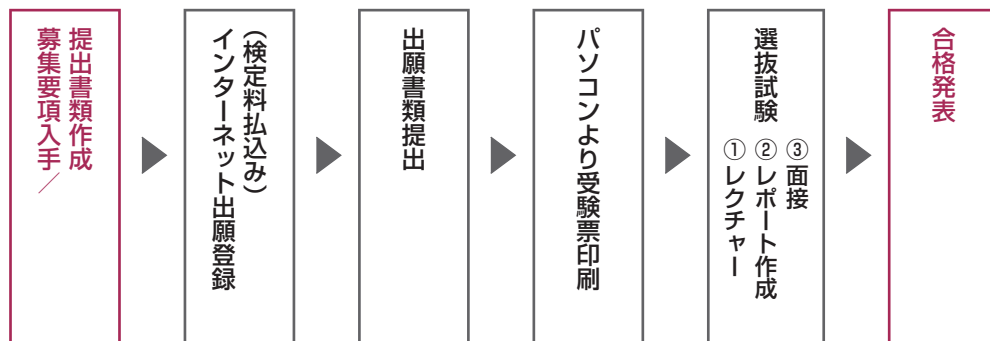 募集要項入手／
提出書類作成
インターネット出願登録
(検定料払込み)
出願書類提出
パソコンより受験票印刷
選抜試験
①レクチャー
②レポート作成
③面接
合格発表